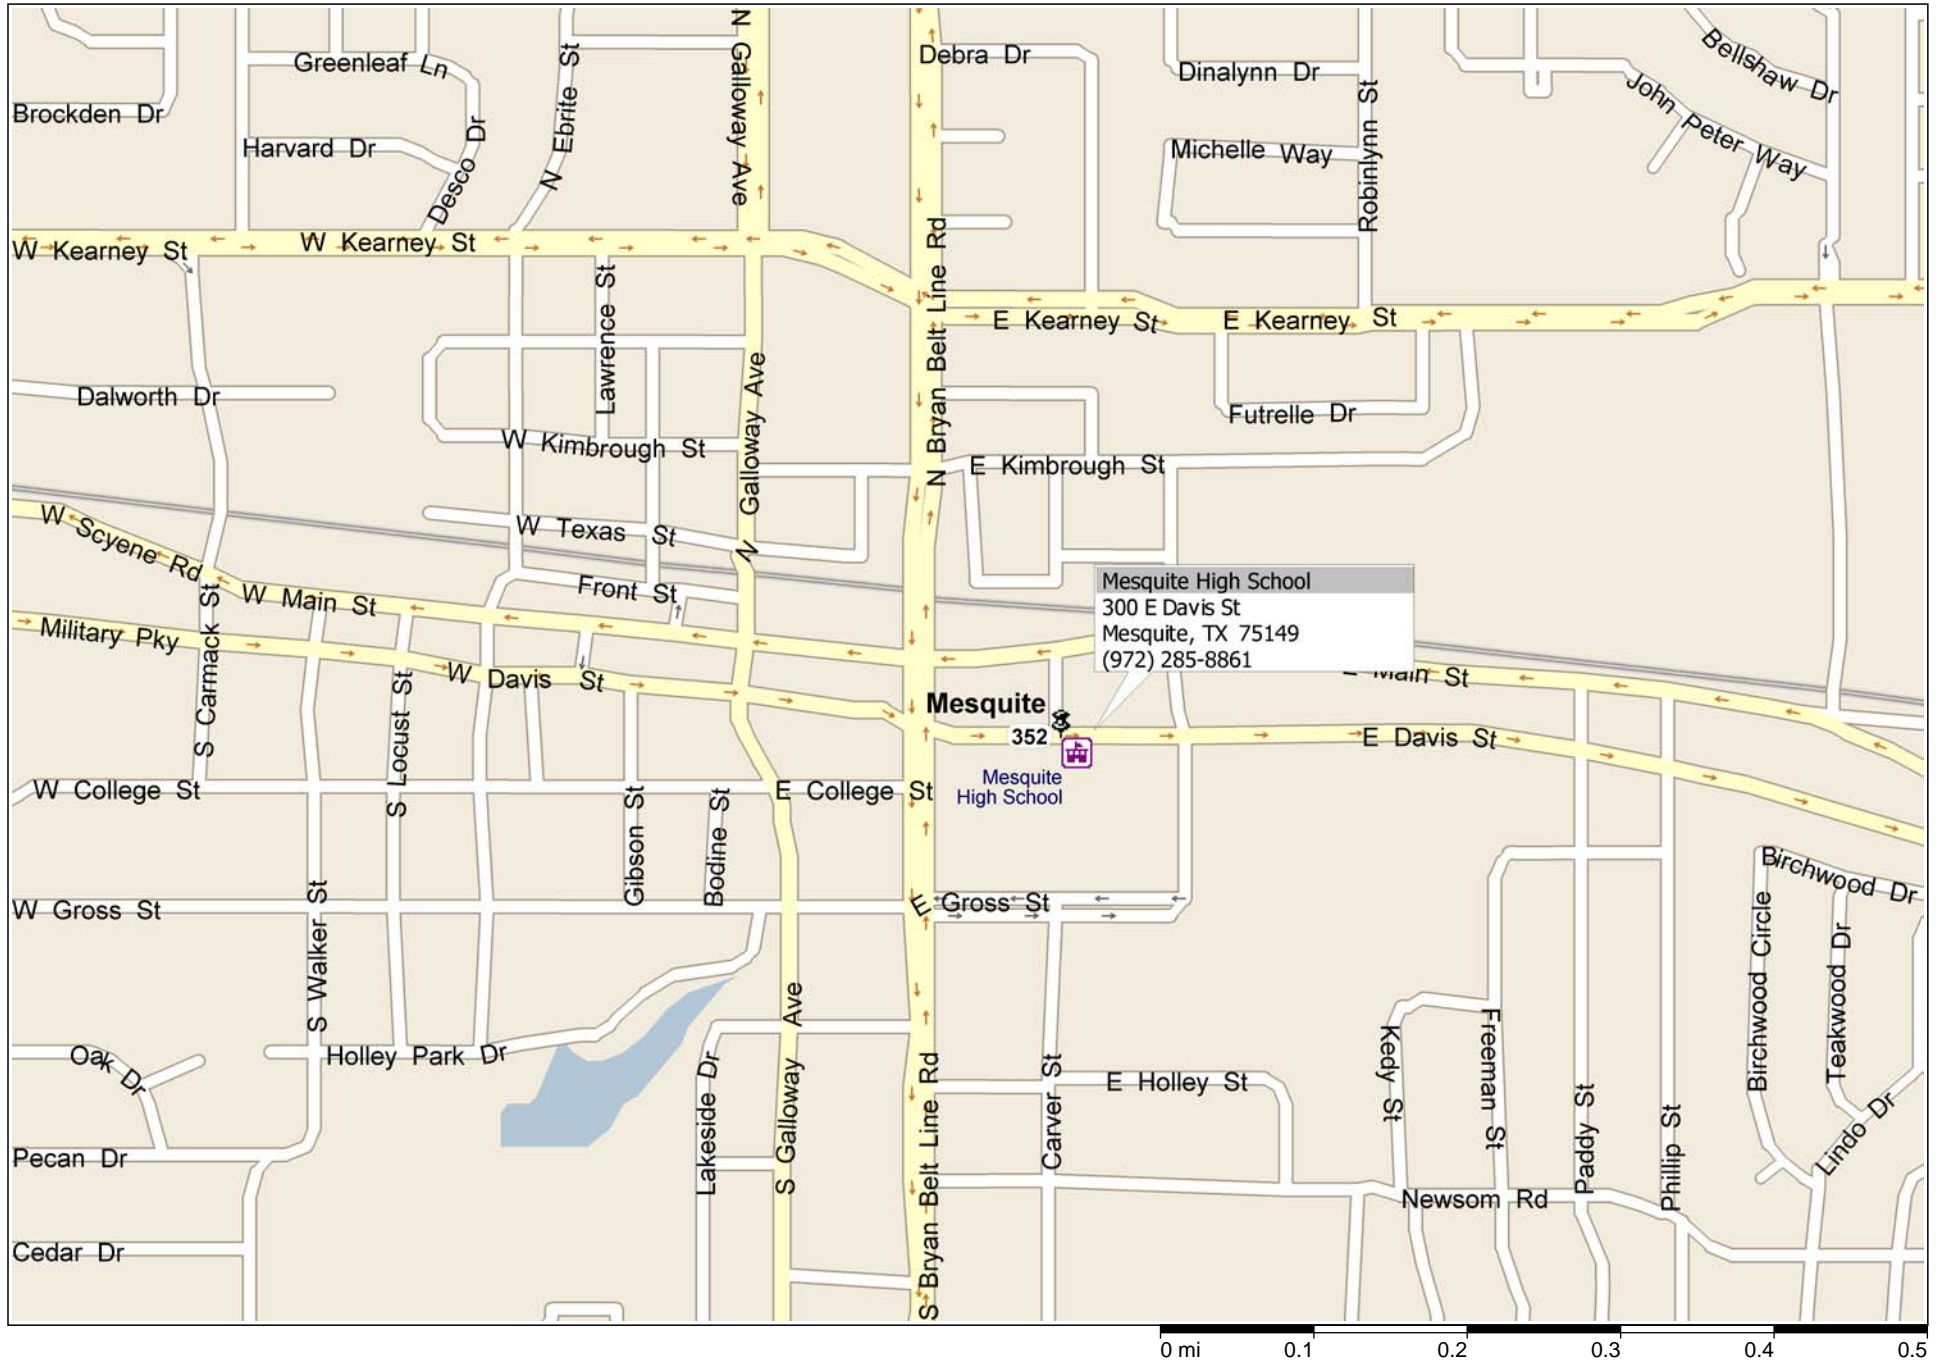 Greenleaf Ln
Brockden Dr
Harvard Dr
Desco Dr
N Ebrite St
N Galloway Ave
Debra Dr
Dinalynn Dr
Michelle Way
Robinlynn St
Bellshaw Dr
John Peter Way
W Kearney St
W Kearney St
N Bryan Belt Line Rd
E Kearney St
E Kearney St
Lawrence St
Dalworth Dr
N Galloway Ave
Futrelle Dr
W Kimbrough St
E Kimbrough St
W Scyene Rd
W Texas St
Front St
W Main St
Mesquite High School
300 E Davis St
Mesquite, TX 75149
(972) 285-8861
Military Pky
S Carmack St
W Davis St
E Main St
S Locust St
Mesquite
352
E Davis St
Mesquite
High School
W College St
E College St
Gibson St
Bodine St
W Gross St
E Gross St
S Walker St
Birchwood Dr
Birchwood Circle
Teakwood Dr
Oak Dr
Holley Park Dr
Lakeside Dr
S Galloway Ave
S Bryan Belt Line Rd
Carver St
E Holley St
Kedy St
Freeman St
Paddy St
Phillip St
Lindo Dr
Pecan Dr
Newsom Rd
Cedar Dr
0 mi 0.1 0.2 0.3 0.4 0.5